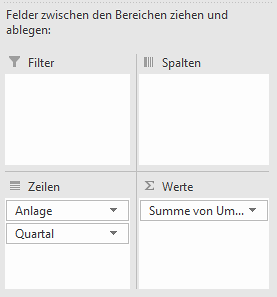 Felder zwischen den Bereichen ziehen und
ablegen:
Filter
Spalten
Zeilen
Σ Werte
Anlage
Summe von Um...
Quartal